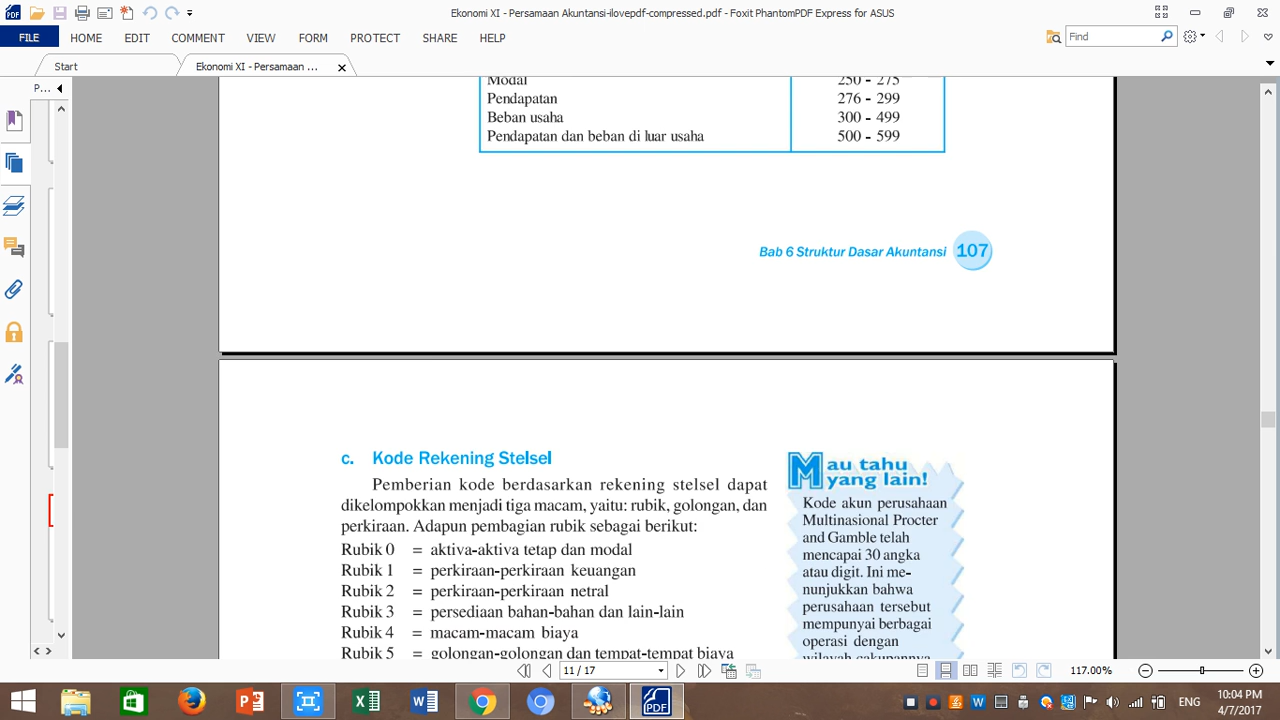 Ekonomi XI - Persamaan Akuntansi-ilovepdf-compressed.pdf - Foxit PhantomPDF Express for ASUS
FILE HOME EDIT COMMENT VIEW FORM PROTECT SHARE HELP
Find
Start
Ekonomi XI - Persamaan ...
P...
Modal 250 - 275
Pendapatan 276 - 299
Beban usaha 300 - 499
Pendapatan dan beban di luar usaha 500 - 599
Bab 6 Struktur Dasar Akuntansi 107
c. Kode Rekening Stelsel
Pemberian kode berdasarkan rekening stelsel dapat
dikelompokkan menjadi tiga macam, yaitu: rubik, golongan, dan
perkiraan. Adapun pembagian rubik sebagai berikut:
Rubik 0 = aktiva-aktiva tetap dan modal
Rubik 1 = perkiraan-perkiraan keuangan
Rubik 2 = perkiraan-perkiraan netral
Rubik 3 = persediaan bahan-bahan dan lain-lain
Rubik 4 = macam-macam biaya
Rubik 5 = golongan-golongan dan tempat-tempat biaya
Mau tahu
yang lain!
Kode akun perusahaan
Multinasional Procter
and Gamble telah
mencapai 30 angka
atau digit. Ini me-
nunjukkan bahwa
perusahaan tersebut
mempunyai berbagai
operasi dengan
wilayah cakupannya
11 / 17
117.00%
ENG
10:04 PM
4/7/2017